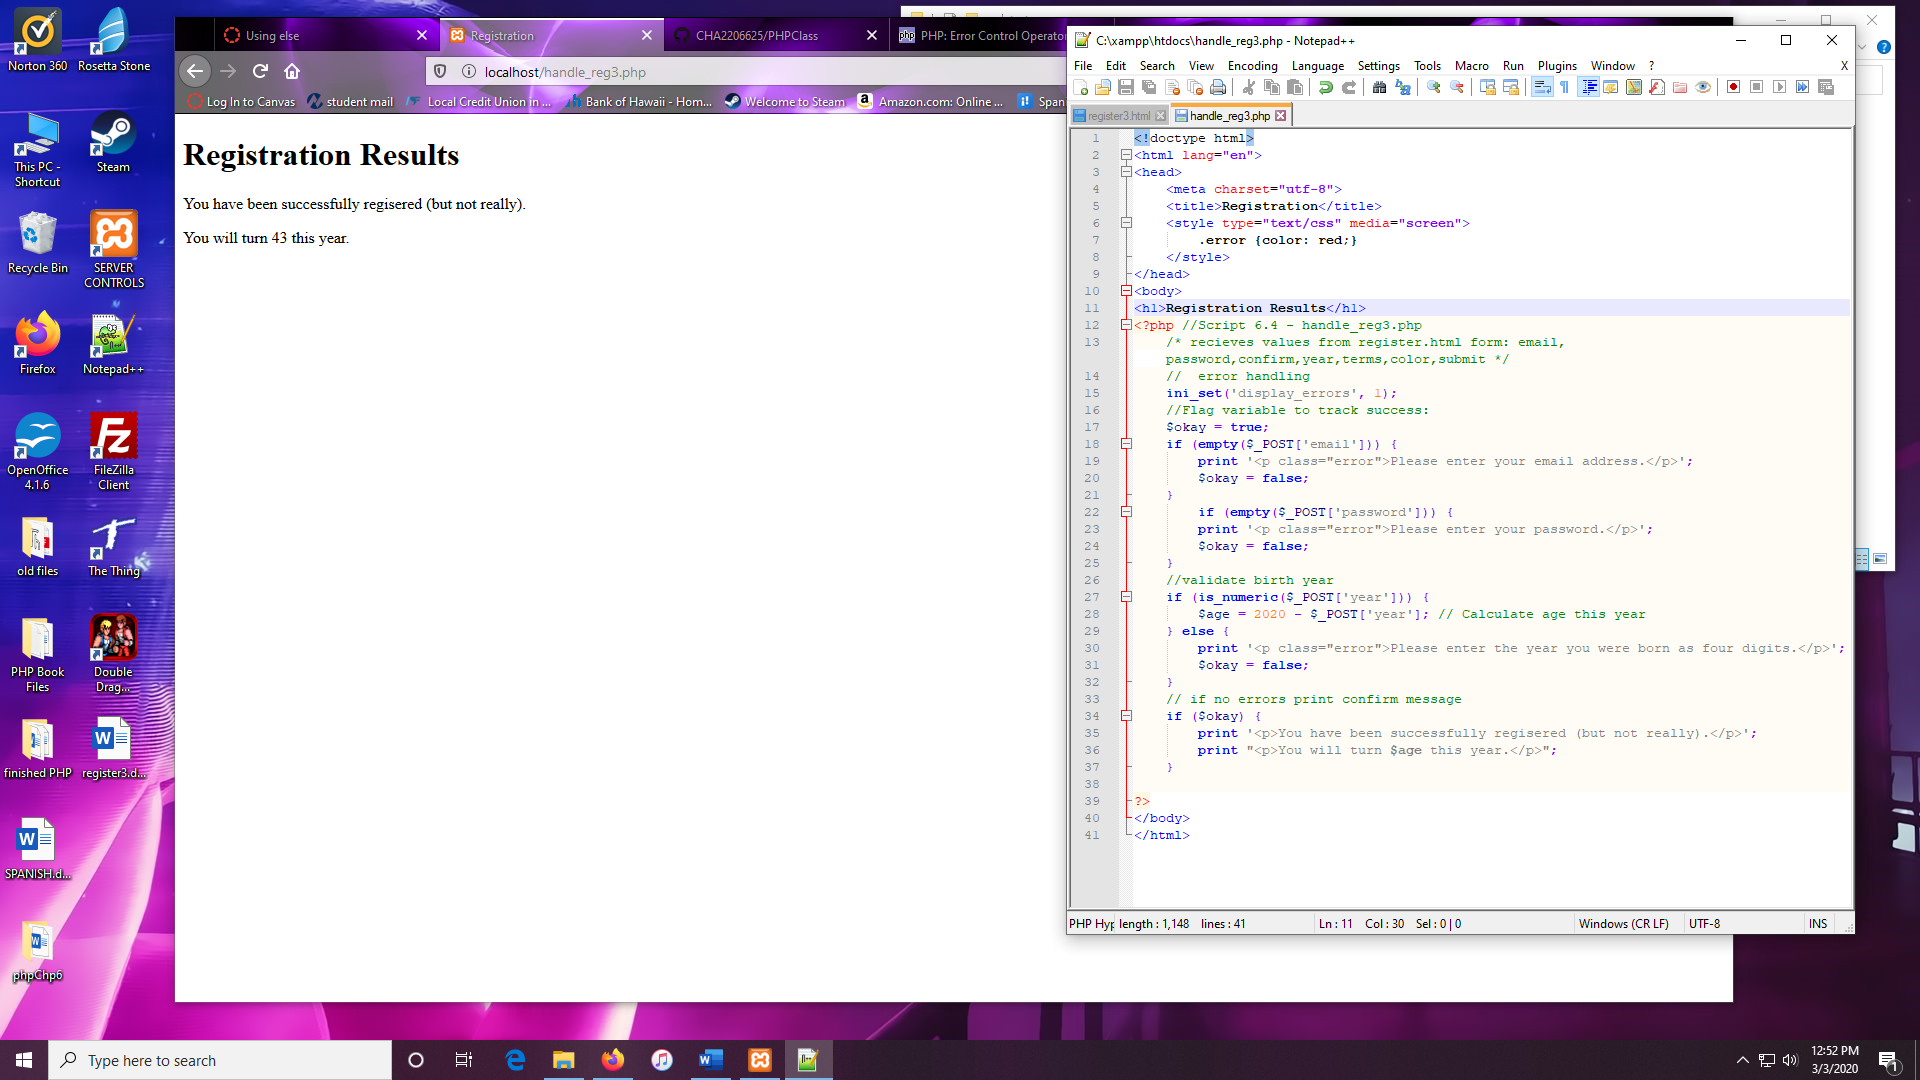 Norton 360
Rosetta Stone
This PC - Shortcut
Steam
Recycle Bin
SERVER CONTROLS
Firefox
Notepad++
OpenOffice 4.1.6
FileZilla Client
old files
The Thing
PHP Book Files
Double Drag...
finished PHP
register3.d...
SPANISH.d...
phpChp6
Using else
Registration
CHA2206625/PHPClass
PHP: Error Control Operator
localhost/handle_reg3.php
Log In to Canvas
student mail
Local Credit Union in ...
Bank of Hawaii - Hom...
Welcome to Steam
Amazon.com: Online ...
Span
Registration Results
You have been successfully regisered (but not really).
You will turn 43 this year.
C:\xampp\htdocs\handle_reg3.php - Notepad++
File Edit Search View Encoding Language Settings Tools Macro Run Plugins Window ? X
register3.html
handle_reg3.php
1 <!doctype html>
2 <html lang="en">
3 <head>
4 <meta charset="utf-8">
5 <title>Registration</title>
6 <style type="text/css" media="screen">
7 .error {color: red;}
8 </style>
9 </head>
10 <body>
11 <h1>Registration Results</h1>
12 <?php //Script 6.4 - handle_reg3.php
13 /* recieves values from register.html form: email,
password,confirm,year,terms,color,submit */
14 //  error handling
15 ini_set('display_errors', 1);
16 //Flag variable to track success:
17 $okay = true;
18 if (empty($_POST['email'])) {
19 print '<p class="error">Please enter your email address.</p>';
20 $okay = false;
21 }
22 if (empty($_POST['password'])) {
23 print '<p class="error">Please enter your password.</p>';
24 $okay = false;
25 }
26 //validate birth year
27 if (is_numeric($_POST['year'])) {
28 $age = 2020 - $_POST['year']; // Calculate age this year
29 } else {
30 print '<p class="error">Please enter the year you were born as four digits.</p>';
31 $okay = false;
32 }
33 // if no errors print confirm message
34 if ($okay) {
35 print '<p>You have been successfully regisered (but not really).</p>';
36 print "<p>You will turn $age this year.</p>";
37 }
38
39 ?>
40 </body>
41 </html>
PHP Hyp length : 1,148 lines : 41 Ln : 11 Col : 30 Sel : 0 | 0 Windows (CR LF) UTF-8 INS
Type here to search
12:52 PM
3/3/2020
1